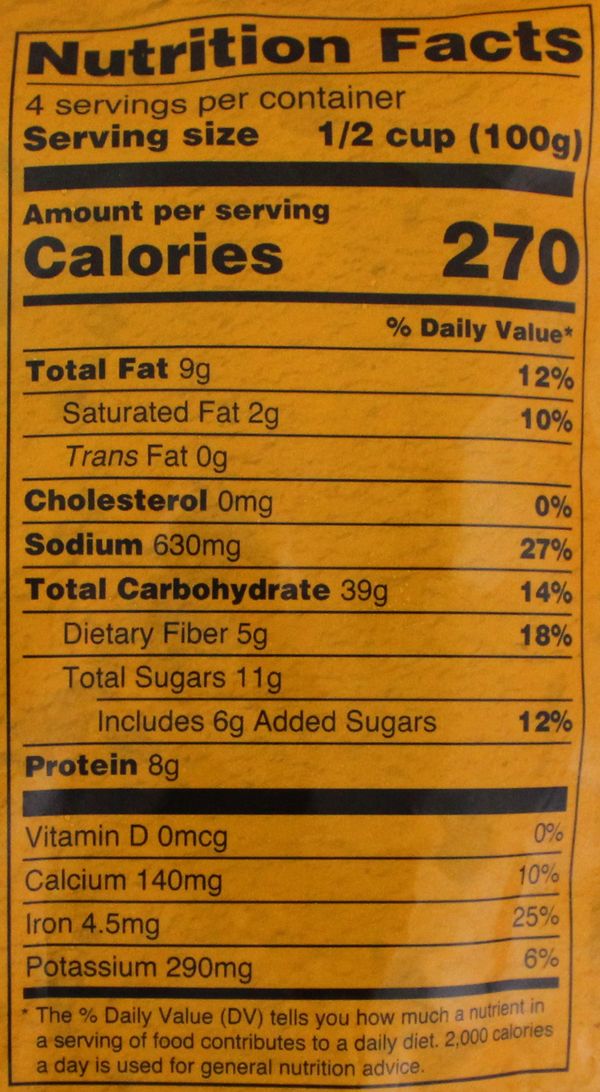 Nutrition Facts
4 servings per container
Serving size 1/2 cup (100g)
Amount per serving
Calories 270
% Daily Value*
Total Fat 9g 12%
Saturated Fat 2g 10%
Trans Fat 0g
Cholesterol 0mg 0%
Sodium 630mg 27%
Total Carbohydrate 39g 14%
Dietary Fiber 5g 18%
Total Sugars 11g
Includes 6g Added Sugars 12%
Protein 8g
Vitamin D 0mcg 0%
Calcium 140mg 10%
Iron 4.5mg 25%
Potassium 290mg 6%
* The % Daily Value (DV) tells you how much a nutrient in
a serving of food contributes to a daily diet. 2,000 calories
a day is used for general nutrition advice.